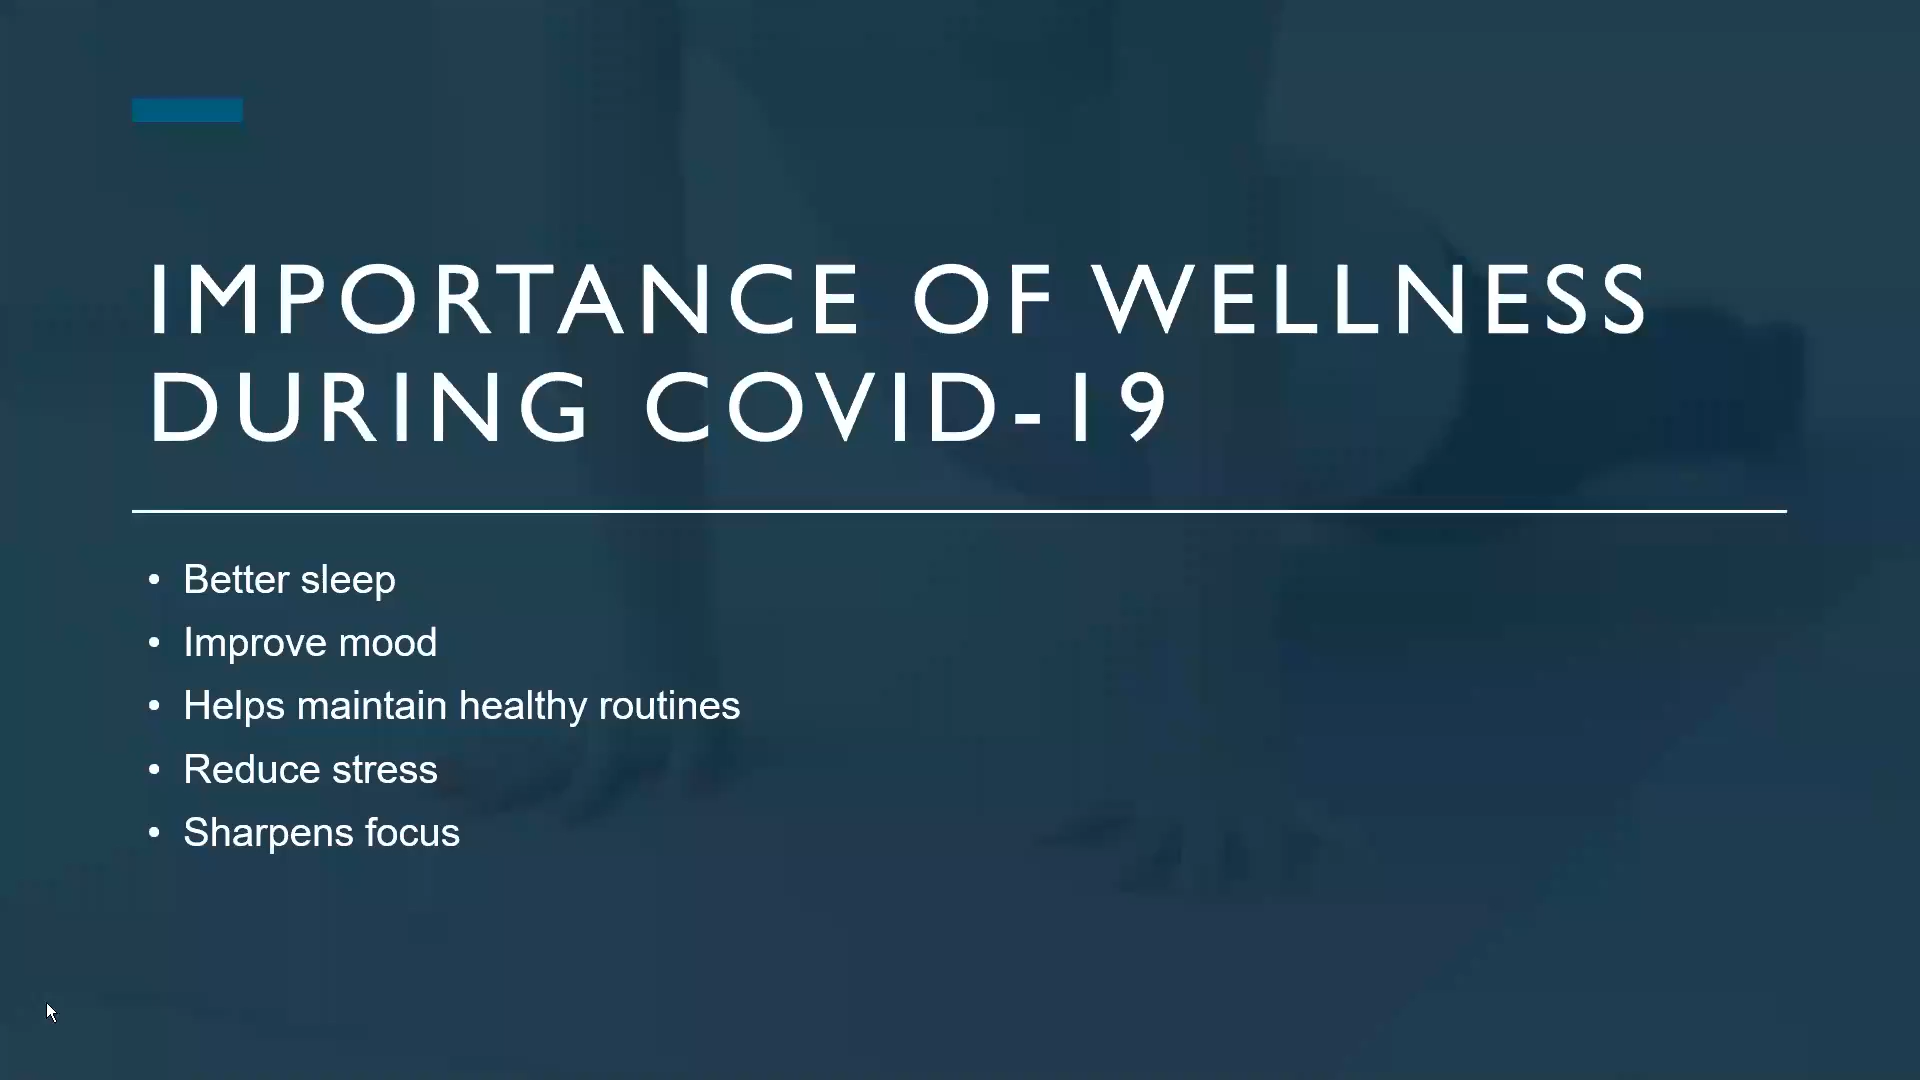 IMPORTANCE OF WELLNESS
DURING COVID-19
• Better sleep
• Improve mood
• Helps maintain healthy routines
• Reduce stress
• Sharpens focus